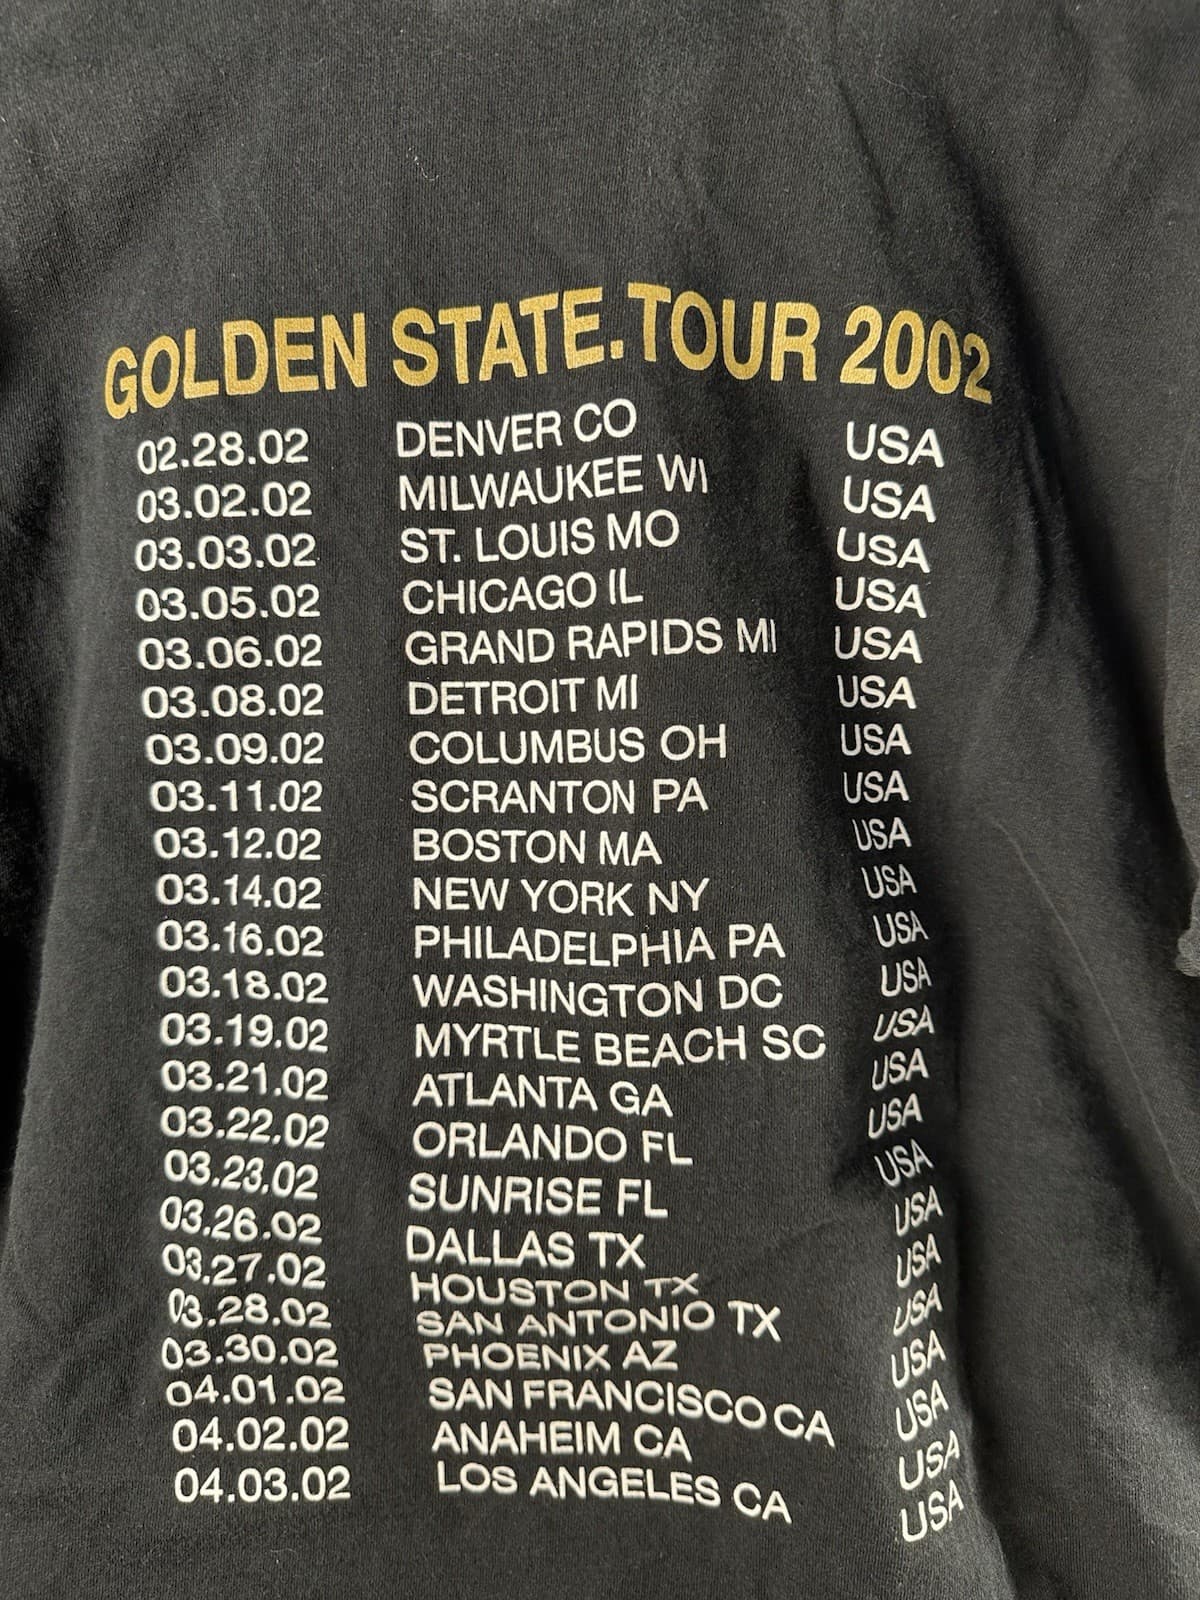 GOLDEN STATE.TOUR 2002
02.28.02 DENVER CO USA
03.02.02 MILWAUKEE WI USA
03.03.02 ST. LOUIS MO USA
03.05.02 CHICAGO IL USA
03.06.02 GRAND RAPIDS MI USA
03.08.02 DETROIT MI USA
03.09.02 COLUMBUS OH USA
03.11.02 SCRANTON PA USA
03.12.02 BOSTON MA USA
03.14.02 NEW YORK NY USA
03.16.02 PHILADELPHIA PA USA
03.18.02 WASHINGTON DC USA
03.19.02 MYRTLE BEACH SC USA
03.21.02 ATLANTA GA USA
03.22.02 ORLANDO FL USA
03.23.02 SUNRISE FL USA
03.26.02 DALLAS TX USA
03.27.02 HOUSTON TX USA
03.28.02 SAN ANTONIO TX USA
03.30.02 PHOENIX AZ USA
04.01.02 SAN FRANCISCO CA USA
04.02.02 ANAHEIM CA USA
04.03.02 LOS ANGELES CA USA